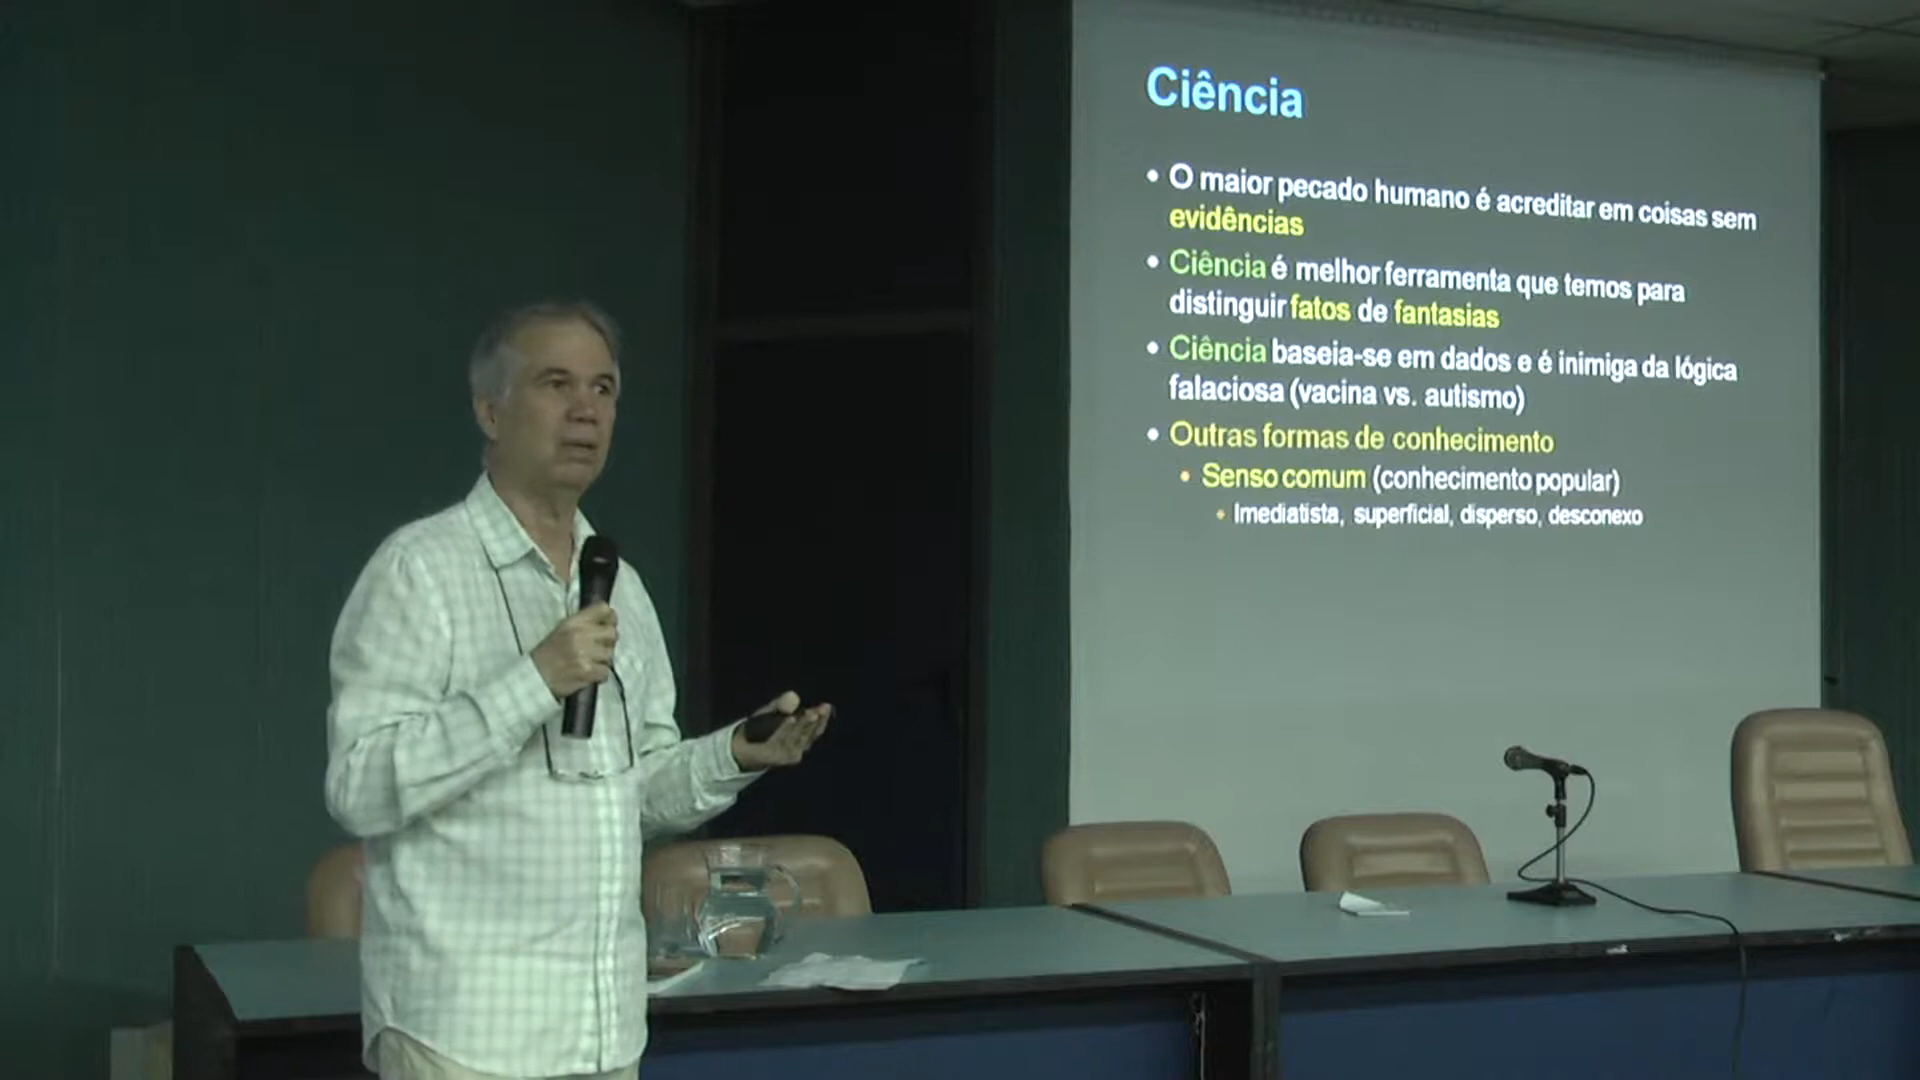 Ciência
• O maior pecado humano é acreditar em coisas sem
evidências
• Ciência é melhor ferramenta que temos para
distinguir fatos de fantasias
• Ciência baseia-se em dados e é inimiga da lógica
falaciosa (vacina vs. autismo)
• Outras formas de conhecimento
• Senso comum (conhecimento popular)
• Imediatista, superficial, disperso, desconexo